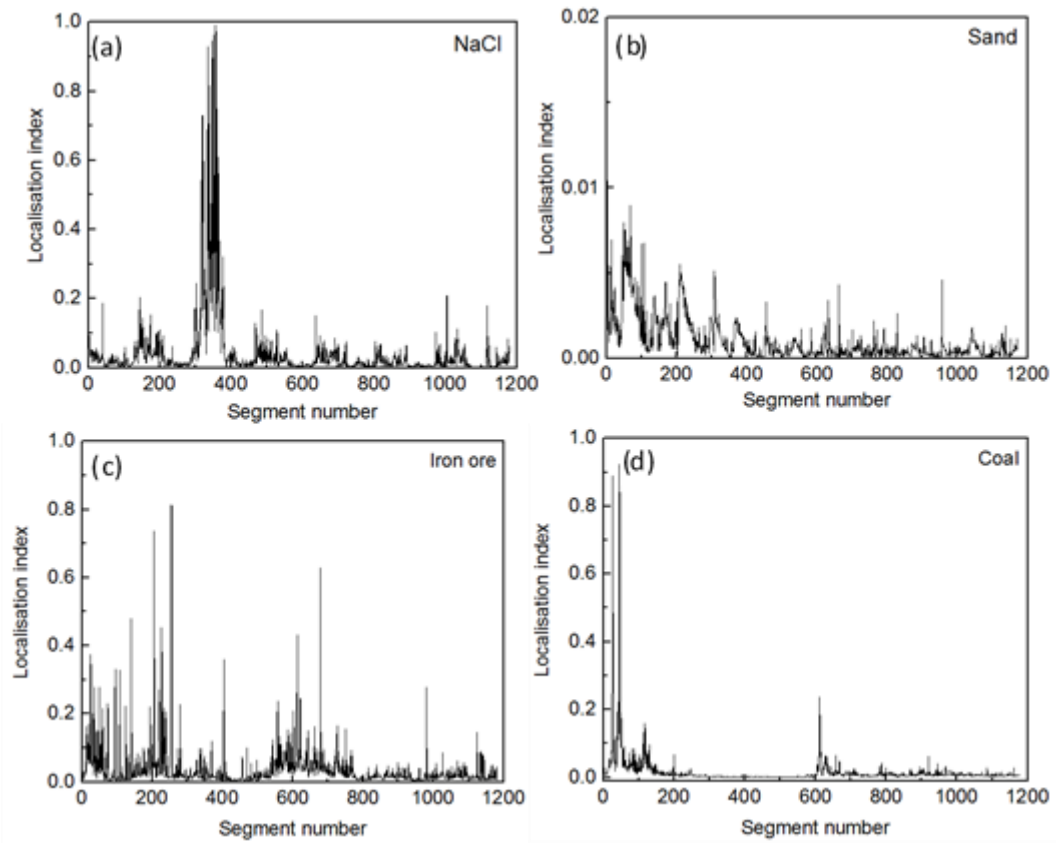 (a)
NaCl
1.0
0.8
0.6
0.4
0.2
0.0
Localisation index
0 200 400 600 800 1000 1200
Segment number
(b)
Sand
0.02
0.01
0.00
Localisation index
0 200 400 600 800 1000 1200
Segment number
(c)
Iron ore
1.0
0.8
0.6
0.4
0.2
0.0
Localisation index
0 200 400 600 800 1000 1200
Segment number
(d)
Coal
1.0
0.8
0.6
0.4
0.2
0.0
Localisation index
0 200 400 600 800 1000 1200
Segment number